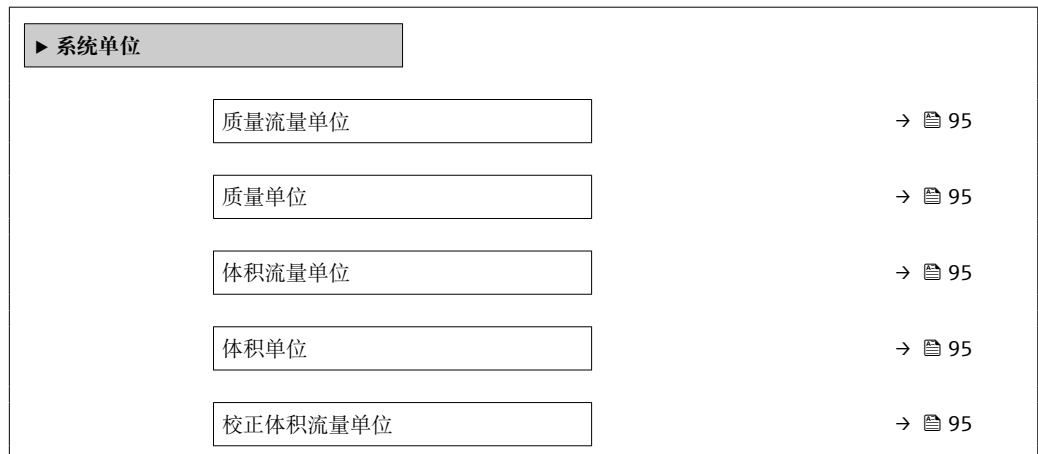 ▶ 系统单位
质量流量单位 → 🖹 95
质量单位 → 🖹 95
体积流量单位 → 🖹 95
体积单位 → 🖹 95
校正体积流量单位 → 🖹 95